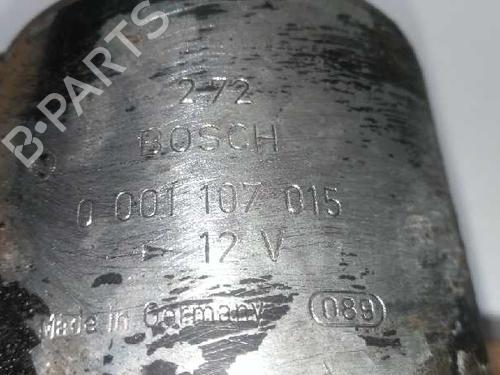 B-PARTS
272
BOSCH
0 001 107 015
12 V
Made in Germany 089